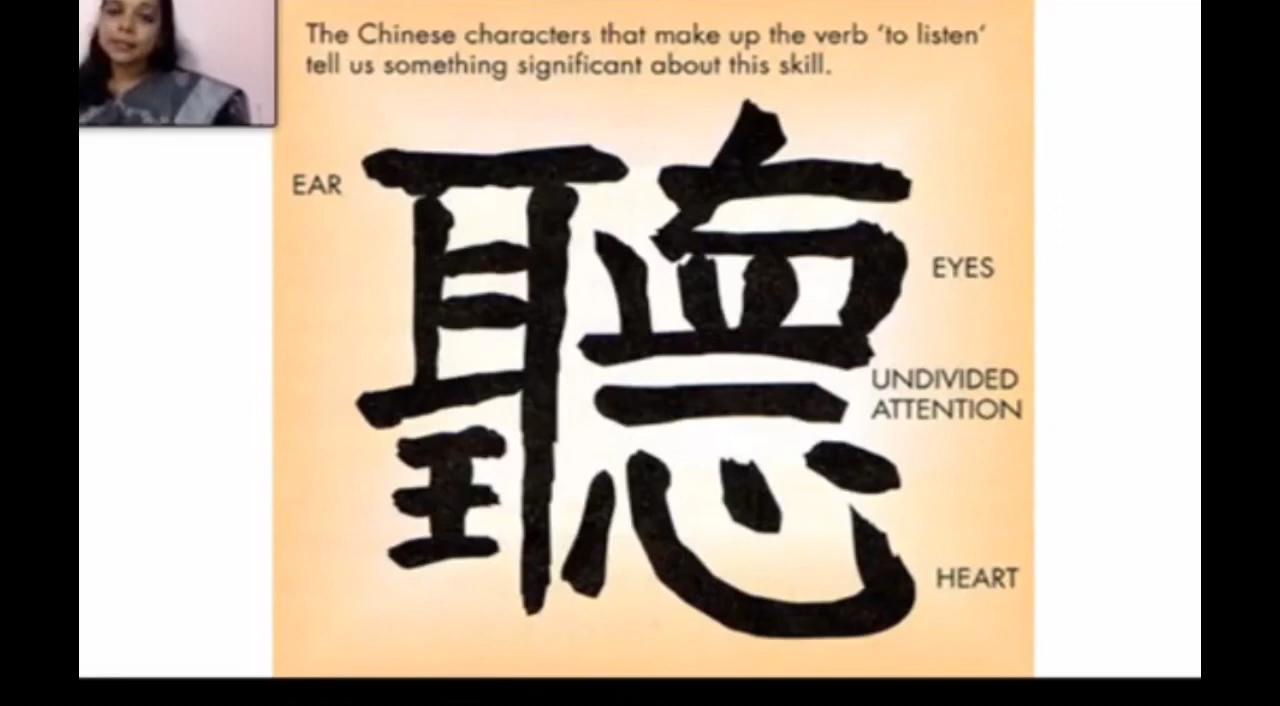 The Chinese characters that make up the verb ‘to listen’
tell us something significant about this skill.
EAR
聽
EYES
UNDIVIDED
ATTENTION
HEART